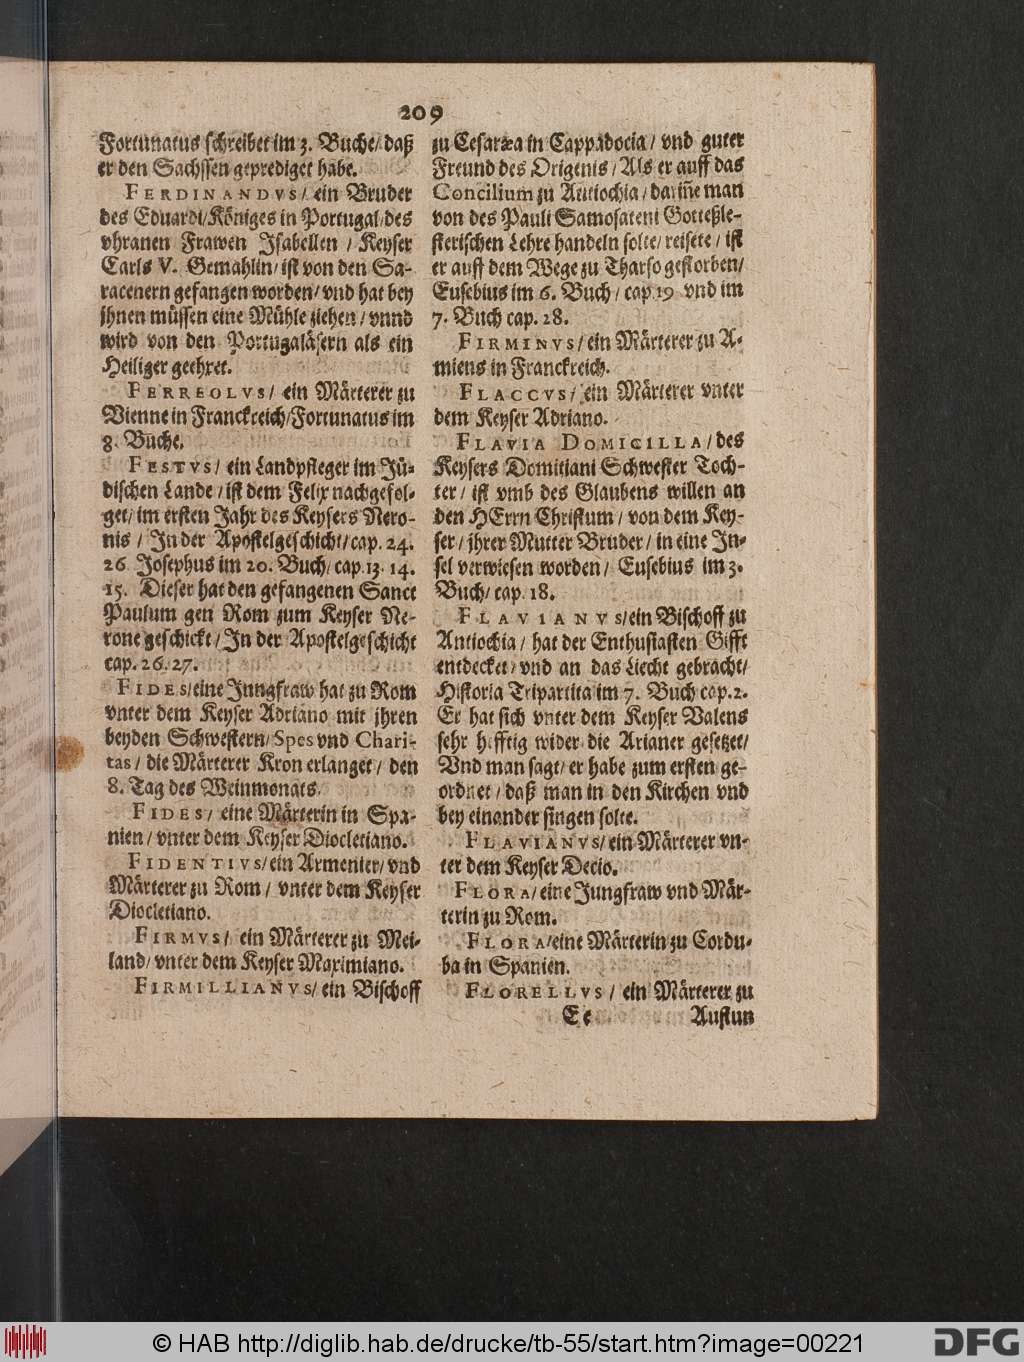 209
Fortunatus schreibet im 3. Buche/ daß
er den Sachssen geprediget habe.
FERDINANDVS/ ein Bruder
des Eduardi/ Königes in Portugal/ des
vhranen Frawen Isabellen / Keyser
Carls V. Gemahlin/ ist von den Sa-
racenern gefangen worden/ vnd hat bey
jhnen müssen eine Mühle ziehen / vnnd
wird von den Portugaläsern als ein
Heiliger geehret.
FERREOLVS/ ein Märterer zu
Vienne in Franckreich/ Fortunatus im
8. Buche.
FESTVS/ ein Landpfleger im Jü-
dischen Lande / ist dem Felix nachgefol-
get/ im ersten Jahr des Keysers Nero-
nis / In der Apostelgeschicht/ cap. 24.
26. Josephus im 20. Buch/ cap. 13. 14.
15. Dieser hat den gefangenen Sanct
Paulum gen Rom zum Keyser Ne-
rone geschickt / In der Apostelgeschicht
cap. 26. 27.
FIDES/ eine Jungfraw hat zu Rom
vnter dem Keyser Adriano mit jhren
beyden Schwestern/ Spes vnd Chari-
tas / die Märterer Kron erlanget / den
8. Tag des Weinmonats.
FIDES/ eine Märterin in Spa-
nien / vnter dem Keyser Diocletiano.
FIDENTIVS/ ein Armenier/ vnd
Märterer zu Rom / vnter dem Keyser
Diocletiano.
FIRMVS/ ein Märterer zu Mei-
land/ vnter dem Keyser Maximiano.
FIRMILLIANVS/ ein Bischoff
zu Cesaræa in Cappadocia / vnd guter
Freund des Origenis / Als er auff das
Concilium zu Antiochia / dariñe man
von des Pauli Samosateni Gotteßle-
sterischen Lehre handeln solte/ reisete / ist
er auff dem Wege zu Tharso gestorben/
Eusebius im 6. Buch / cap. 19 vnd im
7. Buch cap. 28.
FIRMINVS/ ein Märterer zu A-
miens in Franckreich.
FLACCVS/ ein Märterer vnter
dem Keyser Adriano.
FLAVIA DOMICILLA/ des
Keysers Domitiani Schwester Toch-
ter / ist vmb des Glaubens willen an
den HErrn Christum / von dem Key-
ser / jhrer Mutter Bruder / in eine In-
sel verwiesen worden / Eusebius im 3.
Buch/ cap. 18.
FLAVIANVS/ ein Bischoff zu
Antiochia / hat der Enthusiasten Gifft
entdecket / vnd an das Liecht gebracht/
Historia Tripartita im 7. Buch cap. 2.
Er hat sich vnter dem Keyser Valens
sehr hefftig wider die Arianer gesetzet/
Vnd man sagt/ er habe zum ersten ge-
ordnet / daß man in den Kirchen vnd
bey einander singen solte.
FLAVIANVS/ ein Märterer vn-
ter dem Keyser Decio.
FLORA/ eine Jungfraw vnd Mär-
terin zu Rom.
FLORA/ eine Märterin zu Cordu-
ba in Spanien.
FLORELLVS / ein Märterer zu
Ee
Austun
© HAB http://diglib.hab.de/drucke/tb-55/start.htm?image=00221
DFG